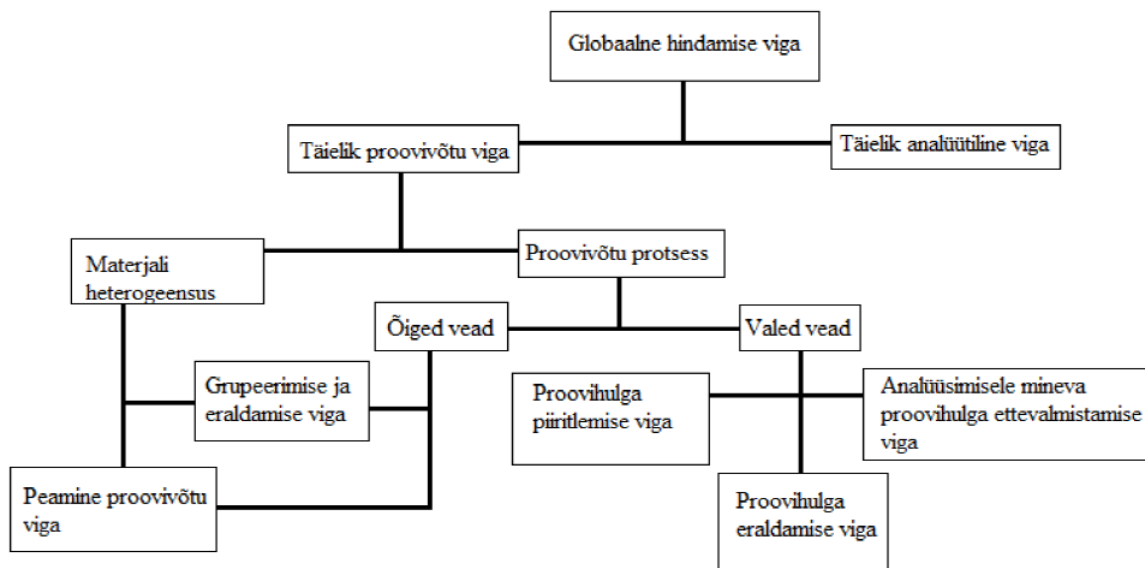 Globaalne hindamise viga
Täielik proovivõtu viga
Täielik analüütiline viga
Materjali
heterogeensus
Proovivõtu protsess
Õiged vead
Valed vead
Grupeerimise ja
eraldamise viga
Proovihulga
piiritlemise viga
Analüüsimisele mineva
proovihulga ettevalmistamise
viga
Peamine proovivõtu
viga
Proovihulga
eraldamise viga